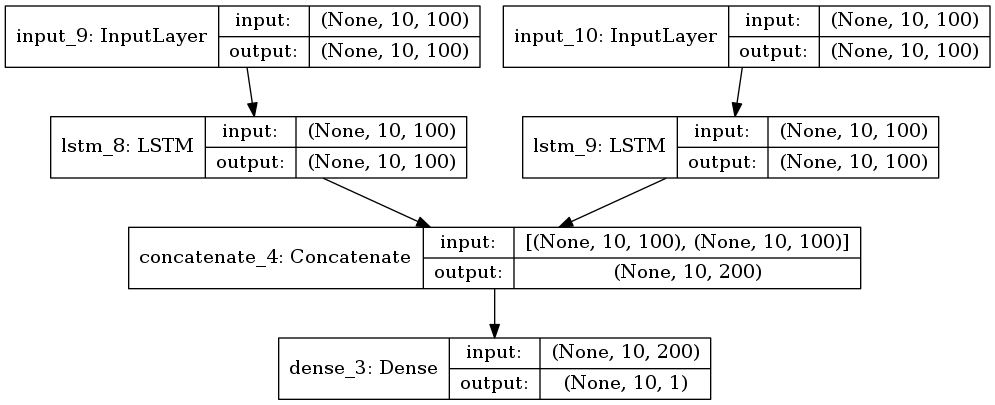 input_9: InputLayer
input: (None, 10, 100)
output: (None, 10, 100)
input_10: InputLayer
input: (None, 10, 100)
output: (None, 10, 100)
lstm_8: LSTM
input: (None, 10, 100)
output: (None, 10, 100)
lstm_9: LSTM
input: (None, 10, 100)
output: (None, 10, 100)
concatenate_4: Concatenate
input: [(None, 10, 100), (None, 10, 100)]
output: (None, 10, 200)
dense_3: Dense
input: (None, 10, 200)
output: (None, 10, 1)